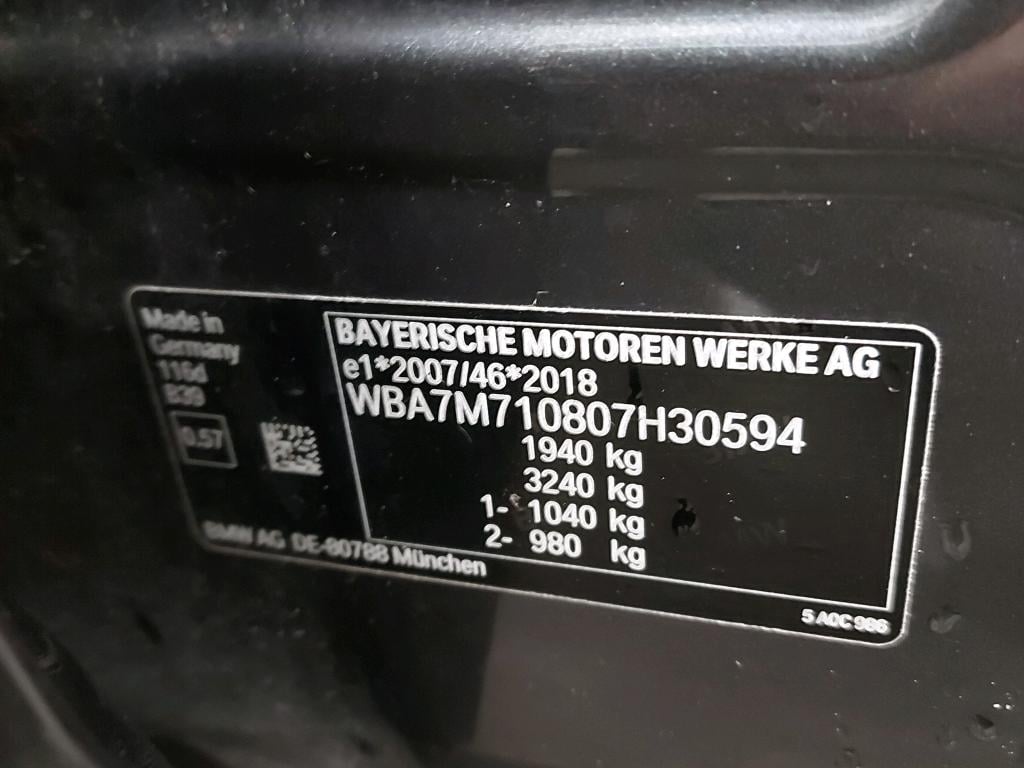 Made in
Germany
116d
B39
0.57
BAYERISCHE MOTOREN WERKE AG
e1*2007/46*2018
WBA7M710807H30594
1940 kg
3240 kg
1- 1040 kg
2- 980 kg
BMW AG DE-80788 München
5 A0C 986